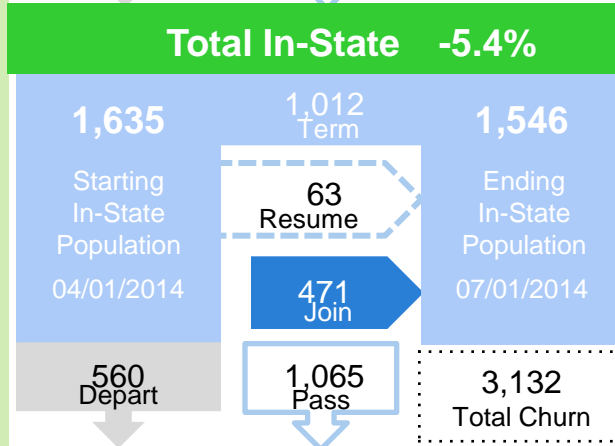 Total In-State -5.4%
1,635
Starting
In-State
Population
04/01/2014
1,012
Term
63
Resume
471
Join
1,546
Ending
In-State
Population
07/01/2014
560
Depart
1,065
Pass
3,132
Total Churn